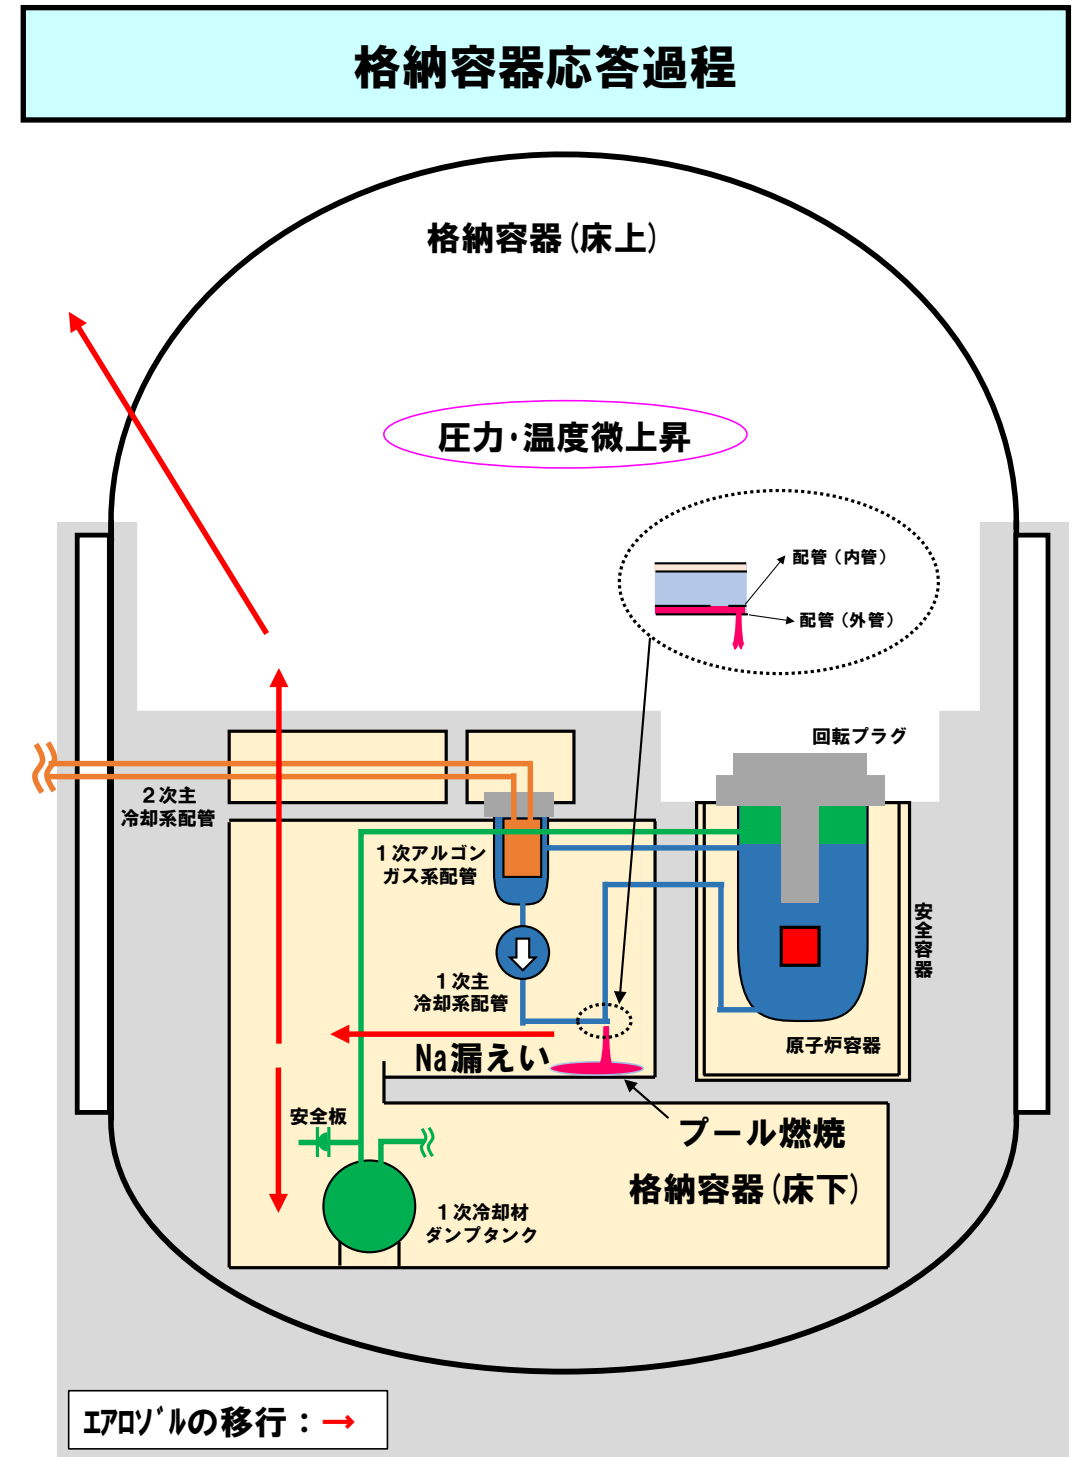 格納容器応答過程
格納容器(床上)
圧力･温度微上昇
配管（内管）
配管（外管）
回転プラグ
２次主
冷却系配管
１次アルゴン
ガス系配管
安全容器
１次主
冷却系配管
原子炉容器
Na漏えい
安全板
プール燃焼
格納容器(床下)
１次冷却材
ダンプタンク
ｴｱﾛｿﾞﾙの移行：→